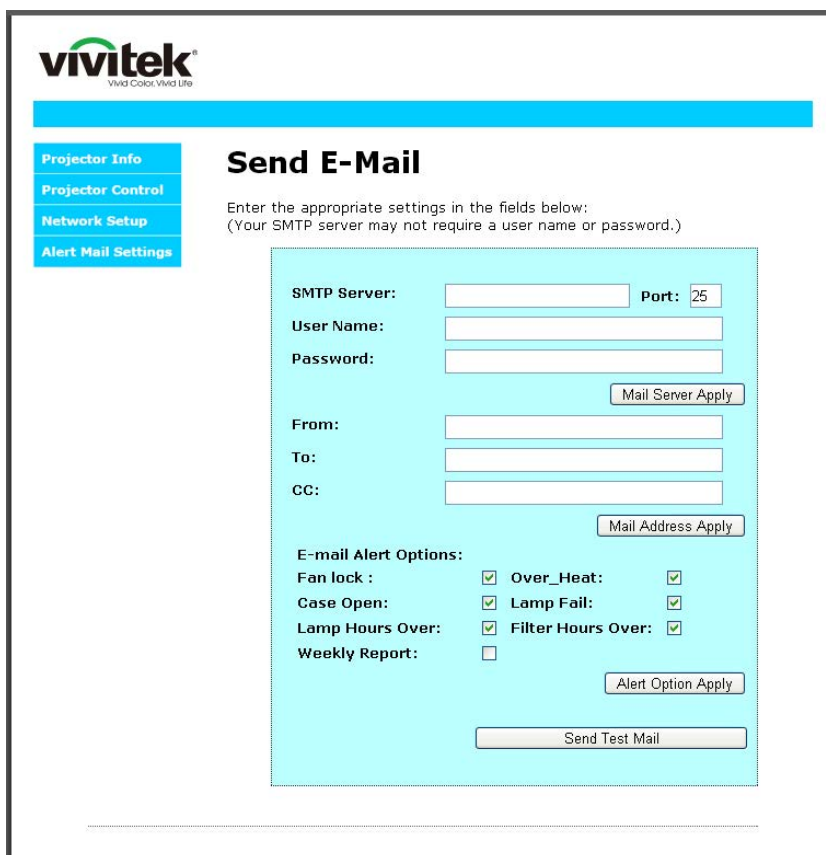 vivitek®
Vivid Color, Vivid Life
Projector Info
Projector Control
Network Setup
Alert Mail Settings
Send E-Mail
Enter the appropriate settings in the fields below:
(Your SMTP server may not require a user name or password.)
SMTP Server: Port: 25
User Name:
Password:
Mail Server Apply
From:
To:
CC:
Mail Address Apply
E-mail Alert Options:
Fan lock : Over_Heat:
Case Open: Lamp Fail:
Lamp Hours Over: Filter Hours Over:
Weekly Report:
Alert Option Apply
Send Test Mail